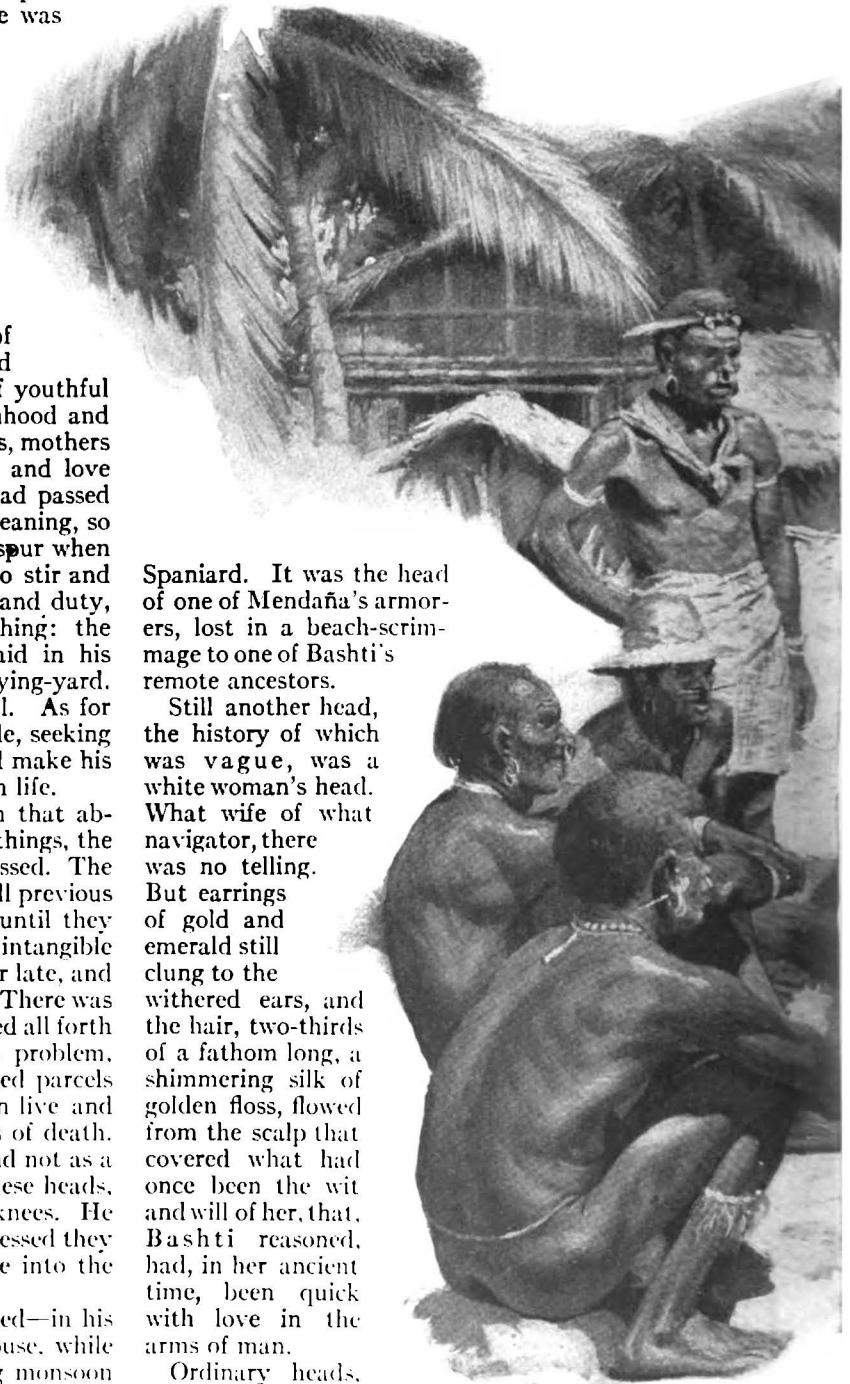 e was
of
d
f youthful
hood and
s, mothers
and love
ad passed
eaning, so
spur when
o stir and
and duty,
hing: the
aid in his
ying-yard.
l. As for
le, seeking
l make his
n life.
n that ab-
things, the
ssed. The
ll previous
until they
intangible
r late, and
There was
ed all forth
problem,
ed parcels
n live and
s of death.
nd not as a
ese heads,
knees. He
essed they
e into the
ed—in his
ouse, while
g monsoon
Spaniard. It was the head
of one of Mendaña's armor-
ers, lost in a beach-scrim-
mage to one of Bashti's
remote ancestors.
Still another head,
the history of which
was vague, was a
white woman's head.
What wife of what
navigator, there
was no telling.
But earrings
of gold and
emerald still
clung to the
withered ears, and
the hair, two-thirds
of a fathom long, a
shimmering silk of
golden floss, flowed
from the scalp that
covered what had
once been the wit
and will of her, that,
Bashti reasoned,
had, in her ancient
time, been quick
with love in the
arms of man.
Ordinary heads,